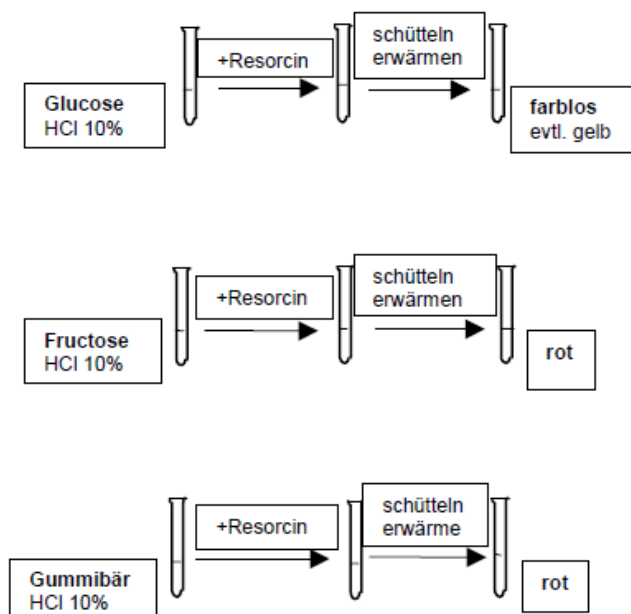 +Resorcin
schütteln
erwärmen
Glucose
HCl 10%
farblos
evtl. gelb
+Resorcin
schütteln
erwärmen
Fructose
HCl 10%
rot
+Resorcin
schütteln
erwärme
Gummibär
HCl 10%
rot